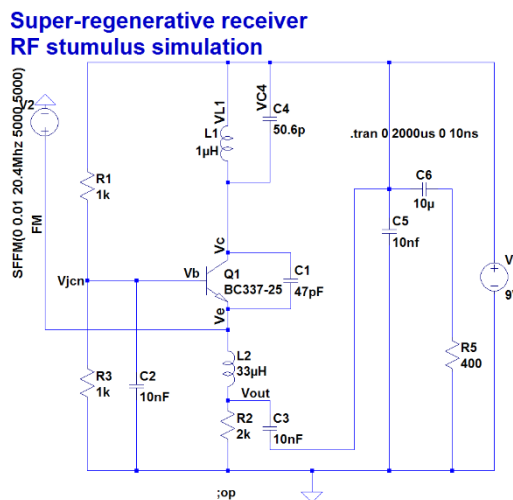 Super-regenerative receiver
RF stumulus simulation
V2
SFFM(0 0.01 20.4Mhz 5000 5000)
FM
R1
1k
VL1
L1
1µH
VC4
C4
50.6p
.tran 0 2000us 0 10ns
C6
10µ
C5
10nf
Vc
Vjcn
Vb
Q1
BC337-25
C1
47pF
Ve
V
9
R5
400
L2
33µH
Vout
R3
1k
C2
10nF
R2
2k
C3
10nF
;op